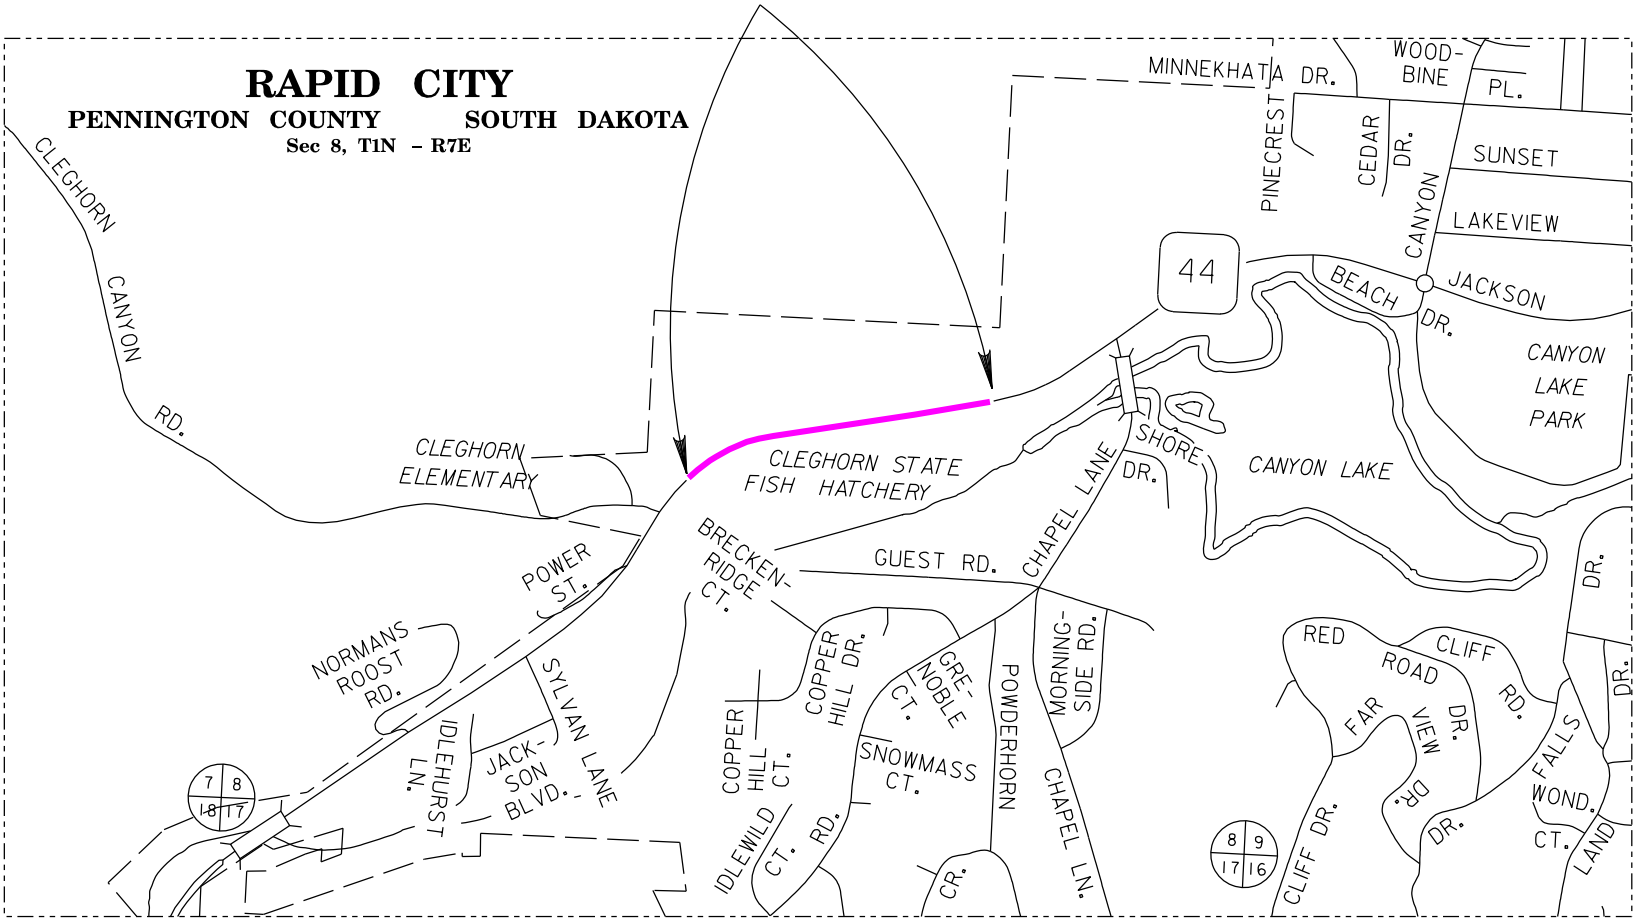 RAPID CITY
PENNINGTON COUNTY SOUTH DAKOTA
Sec 8, T1N - R7E
CLEGHORN
CANYON
RD.
MINNEKHATA DR.
WOOD-
BINE
PL.
PINECREST
CEDAR
DR.
CANYON
SUNSET
LAKEVIEW
44
BEACH
DR.
JACKSON
CANYON
LAKE
PARK
CLEGHORN
ELEMENTARY
CLEGHORN STATE
FISH HATCHERY
SHORE
DR.
CANYON LAKE
CHAPEL LANE
BRECKEN-
RIDGE
CT.
GUEST RD.
POWER
ST.
NORMANS
ROOST
RD.
SYLVAN LANE
IDLEHURST
LN.
JACK-
SON
BLVD.
COPPER
HILL DR.
COPPER
HILL
CT.
GRE-
NOBLE
CT.
SNOWMASS
CT.
POWDERHORN
MORNING-
SIDE RD.
CHAPEL LN.
IDLEWILD
CT.
RD.
CR.
RED
ROAD
DR.
CLIFF
RD.
FAR
VIEW
DR.
CLIFF DR.
FALLS
DR.
WOND.
CT.
LAND
DR.
DR.
7 8
18 17
8 9
17 16